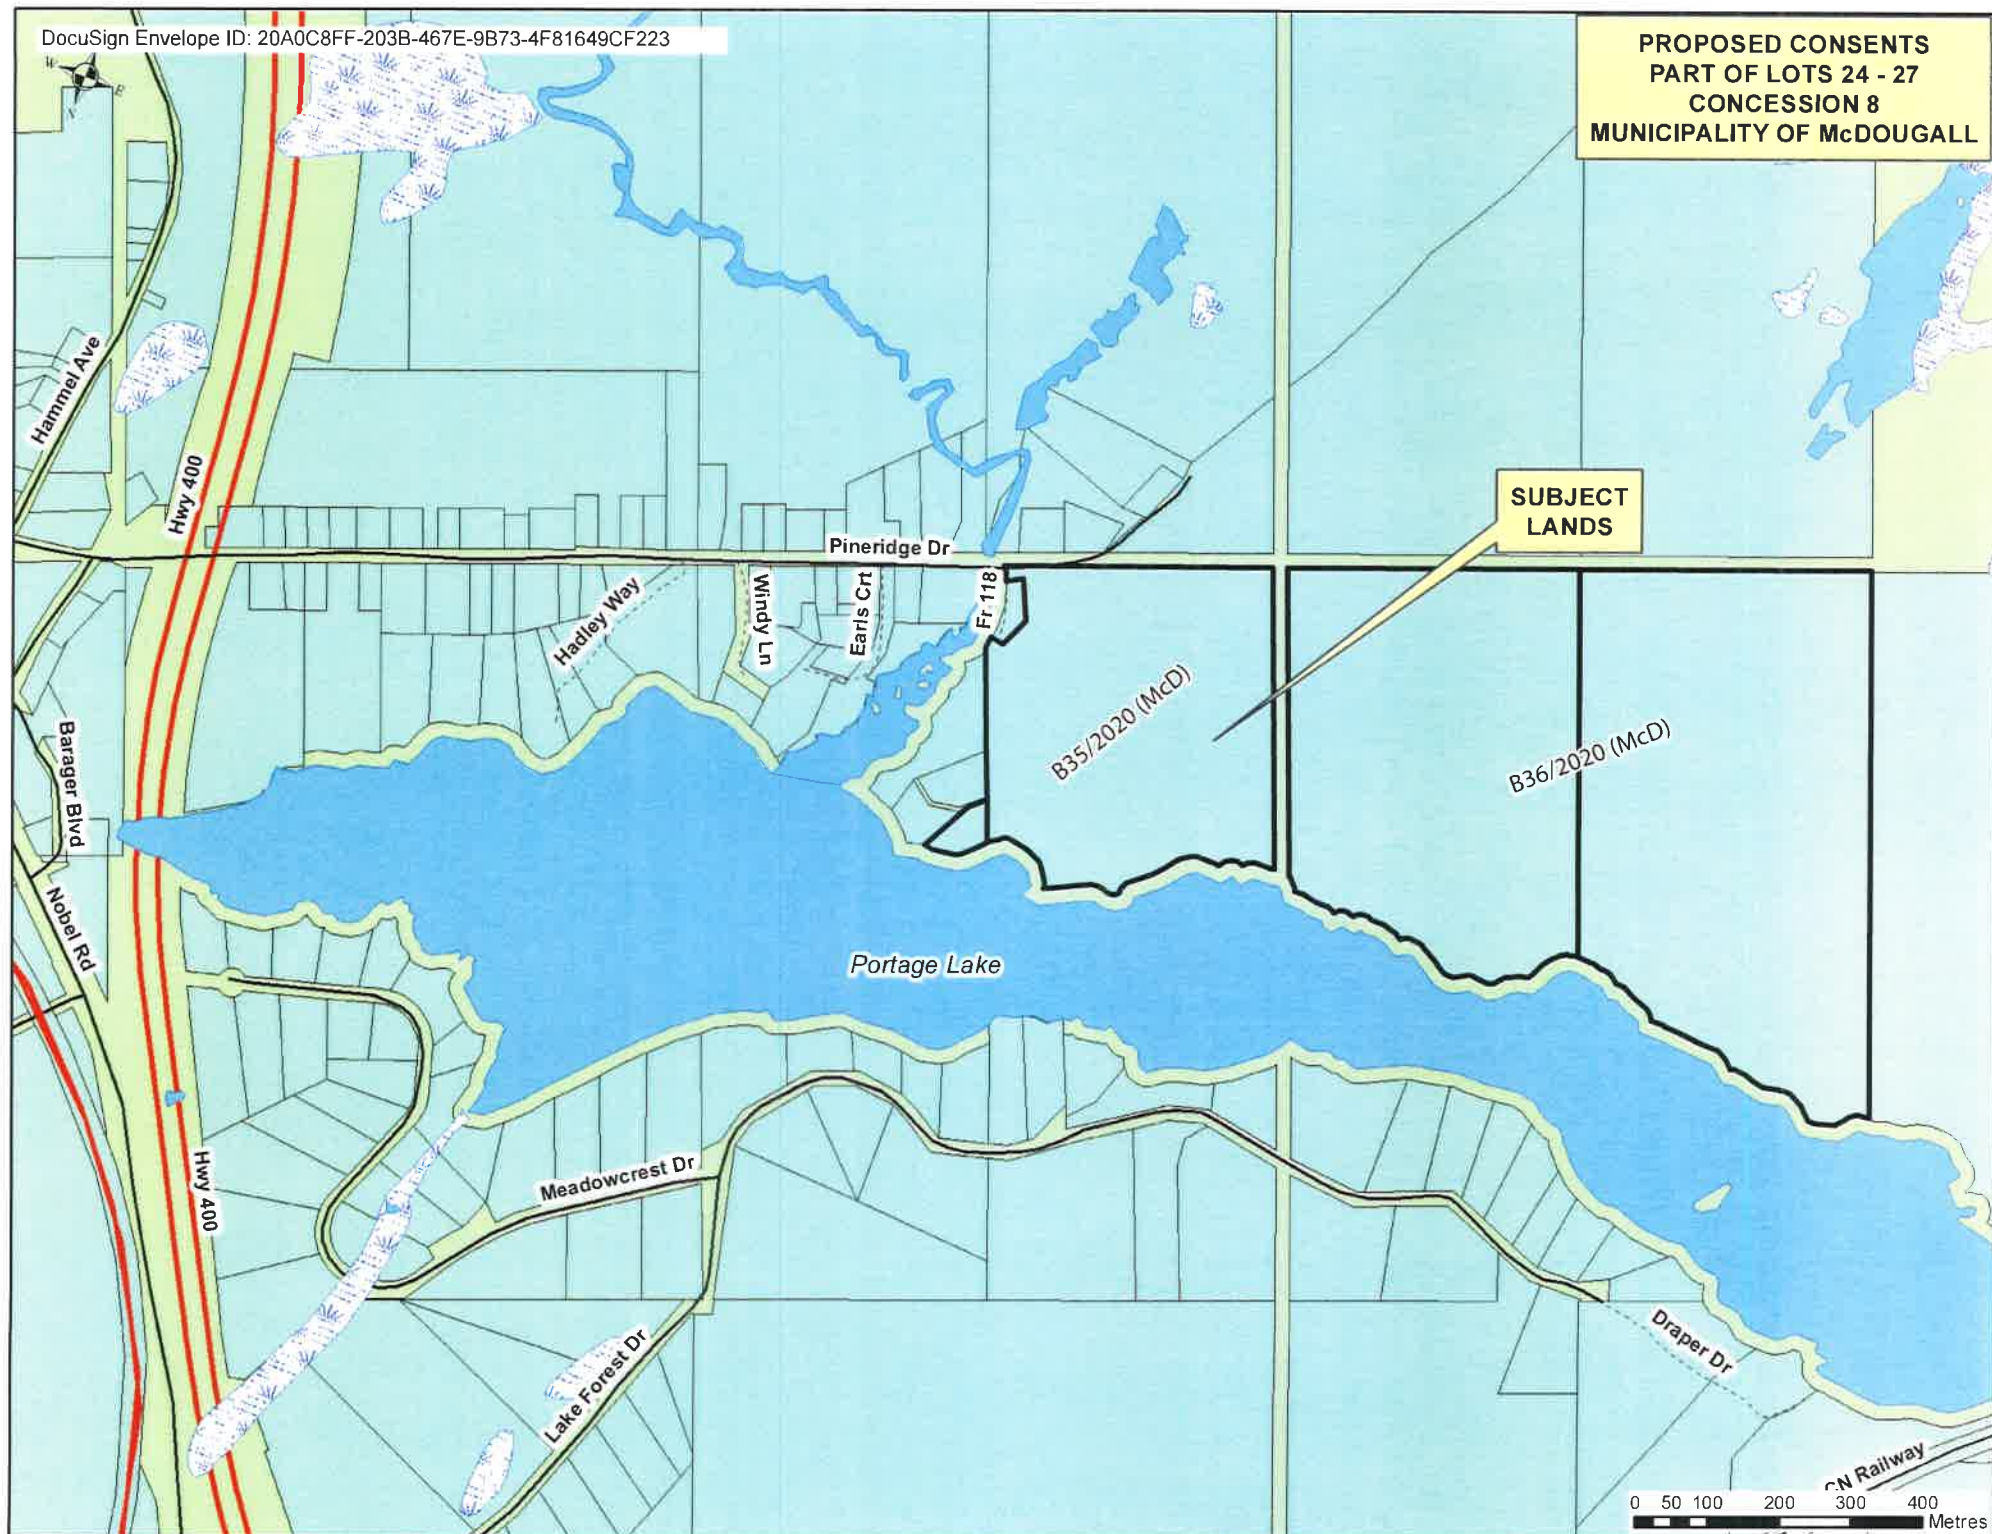 DocuSign Envelope ID: 20A0C8FF-203B-467E-9B73-4F81649CF223
PROPOSED CONSENTS
PART OF LOTS 24 - 27
CONCESSION 8
MUNICIPALITY OF McDOUGALL
W
E
N
Hammel Ave
Hwy 400
SUBJECT
LANDS
Pineridge Dr
Hadley Way
Windy Ln
Earls Crt
Fr 118
B35/2020 (McD)
B36/2020 (McD)
Barager Blvd
Nobel Rd
Portage Lake
Hwy 400
Meadowcrest Dr
Lake Forest Dr
Draper Dr
CN Railway
0 50 100 200 300 400
Metres